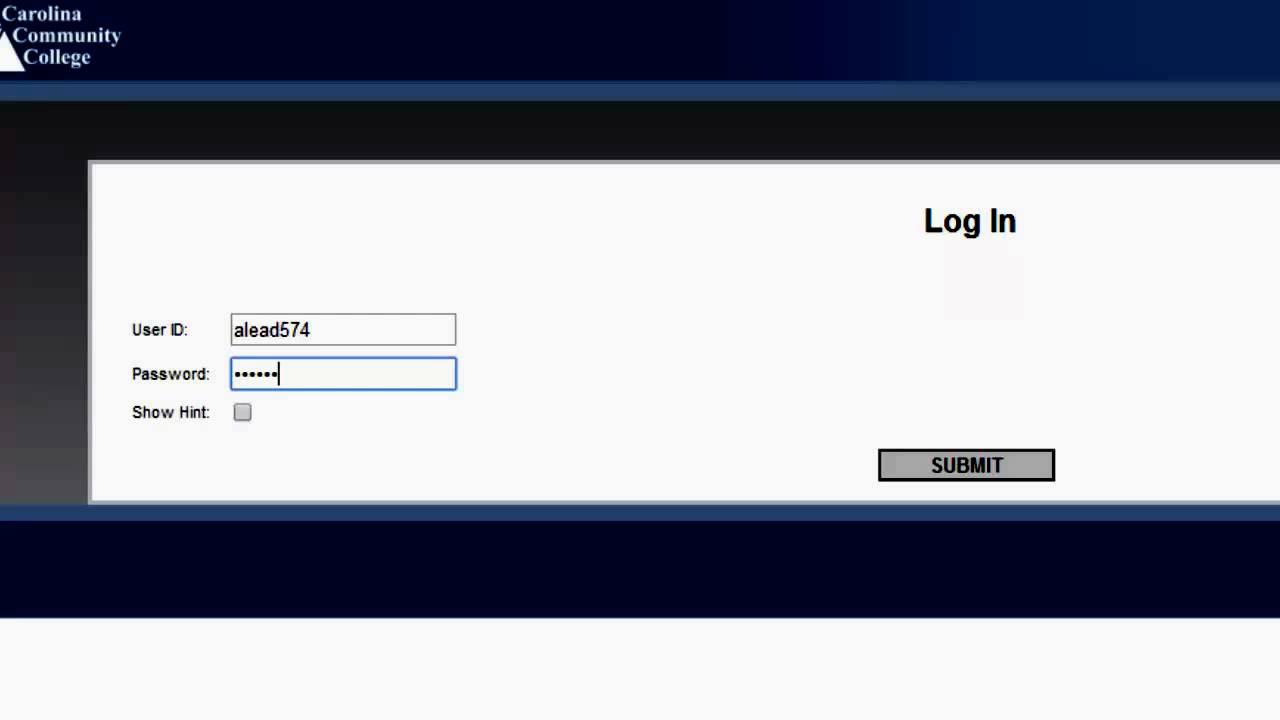 Carolina
Community
College
Log In
User ID: alead574
Password: ••••••
Show Hint:
SUBMIT